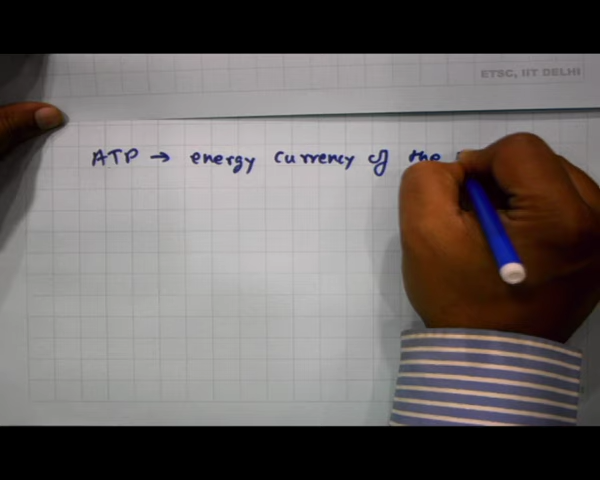 ETSC, IIT DELHI
ATP → energy currency of the